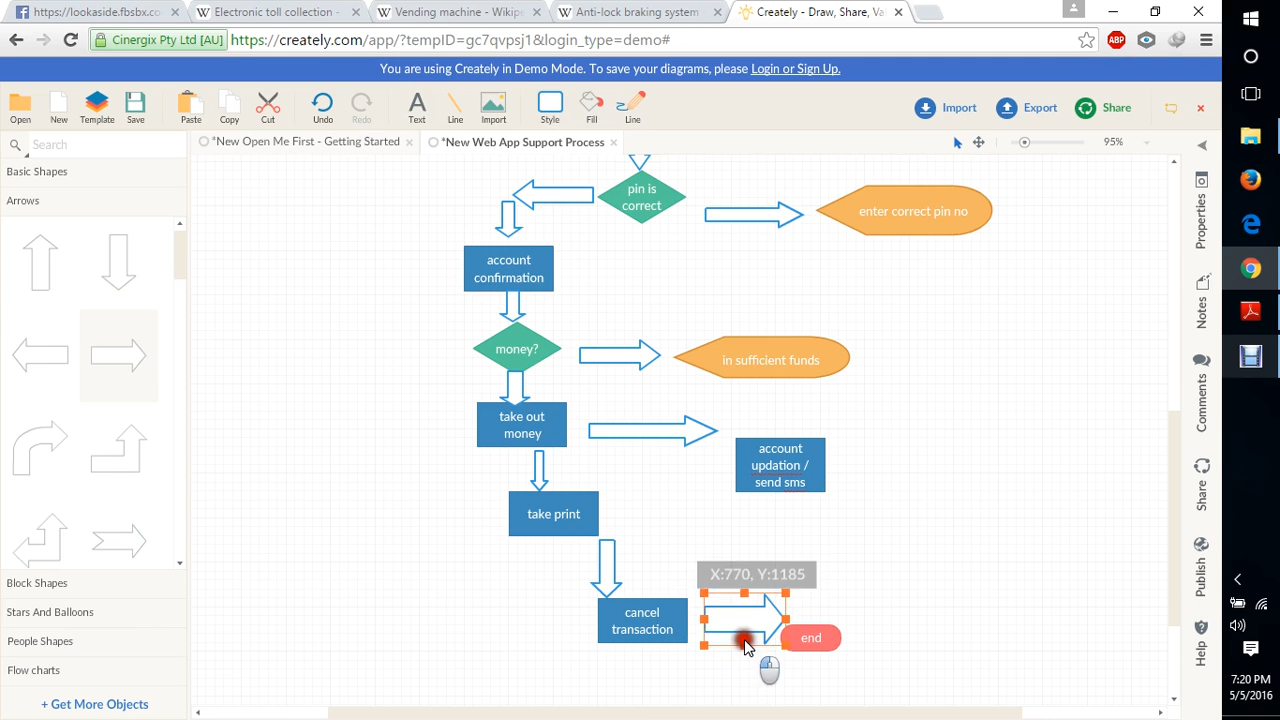 https://lookaside.fbsbx.co
Electronic toll collection -
Vending machine - Wikipe
Anti-lock braking system
Creately - Draw, Share, Val
Cinergix Pty Ltd [AU]
https://creately.com/app/?tempID=gc7qvpsj1&login_type=demo#
ABP
You are using Creately in Demo Mode. To save your diagrams, please Login or Sign Up.
Open
New
Template
Save
Paste
Copy
Cut
Undo
Redo
Text
Line
Import
Style
Fill
Line
Import
Export
Share
Search
*New Open Me First - Getting Started
*New Web App Support Process
95%
Basic Shapes
Arrows
Block Shapes
Stars And Balloons
People Shapes
Flow charts
+ Get More Objects
pin is
correct
enter correct pin no
account
confirmation
money?
in sufficient funds
take out
money
account
updation /
send sms
take print
X:770, Y:1185
cancel
transaction
end
Properties
Notes
Comments
Share
Publish
Help
7:20 PM
5/5/2016